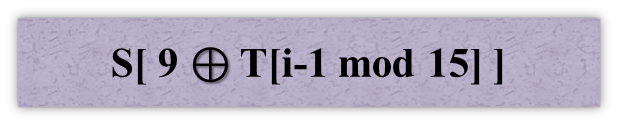 S[ 9 ⊕ T[i-1 mod 15] ]